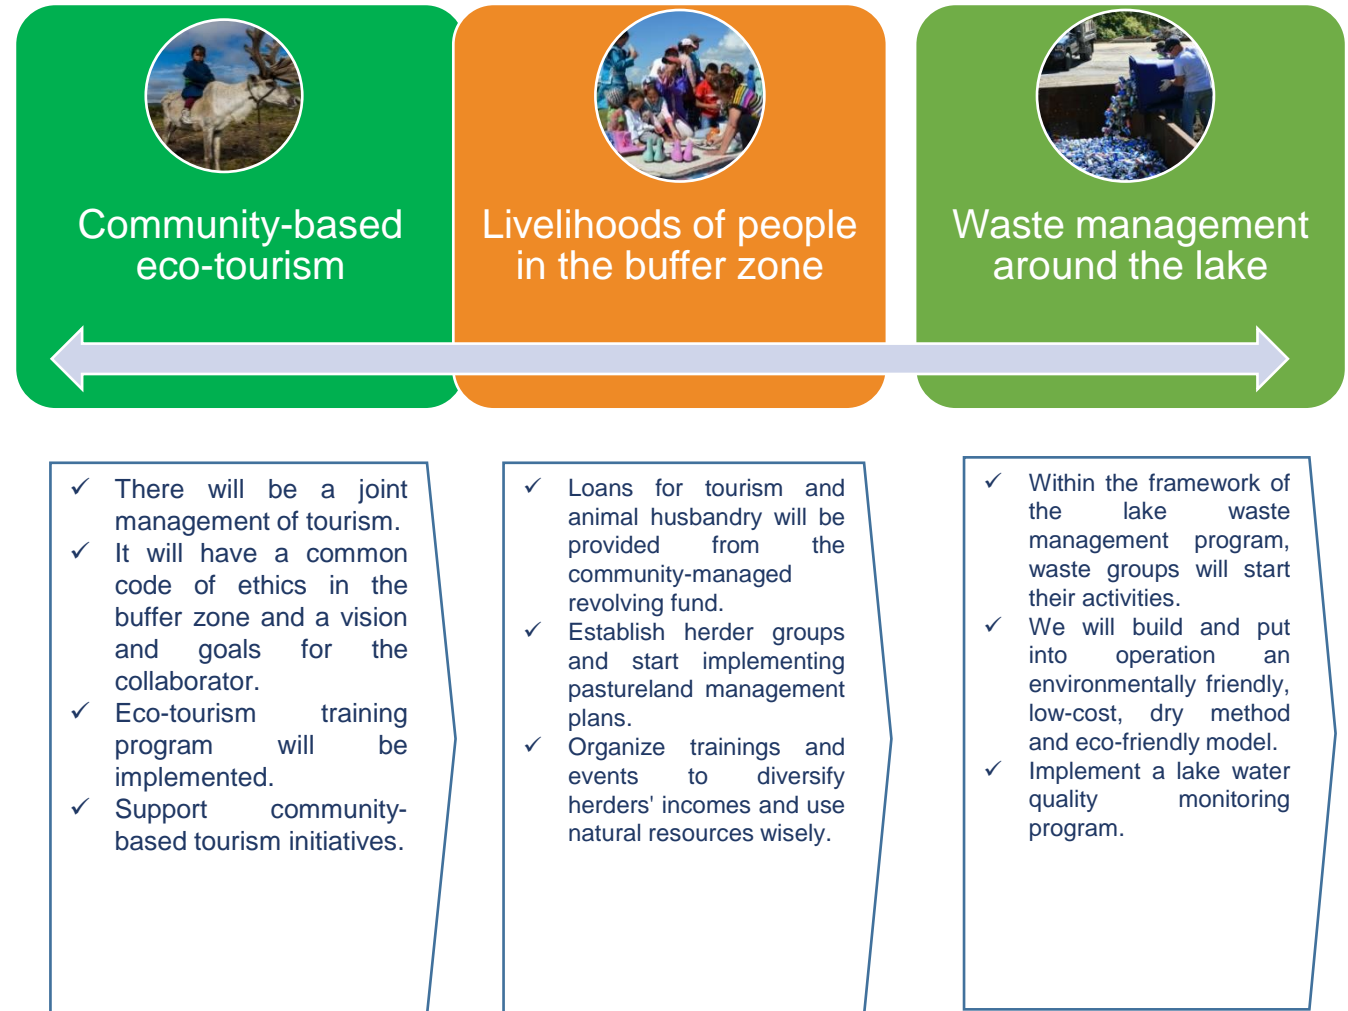 Community-based
eco-tourism
Livelihoods of people
in the buffer zone
Waste management
around the lake
✓ There will be a joint
management of tourism.
✓ It will have a common
code of ethics in the
buffer zone and a vision
and goals for the
collaborator.
✓ Eco-tourism training
program will be
implemented.
✓ Support community-
based tourism initiatives.
✓ Loans for tourism and
animal husbandry will be
provided from the
community-managed
revolving fund.
✓ Establish herder groups
and start implementing
pastureland management
plans.
✓ Organize trainings and
events to diversify
herders' incomes and use
natural resources wisely.
✓ Within the framework of
the lake waste
management program,
waste groups will start
their activities.
✓ We will build and put
into operation an
environmentally friendly,
low-cost, dry method
and eco-friendly model.
✓ Implement a lake water
quality monitoring
program.